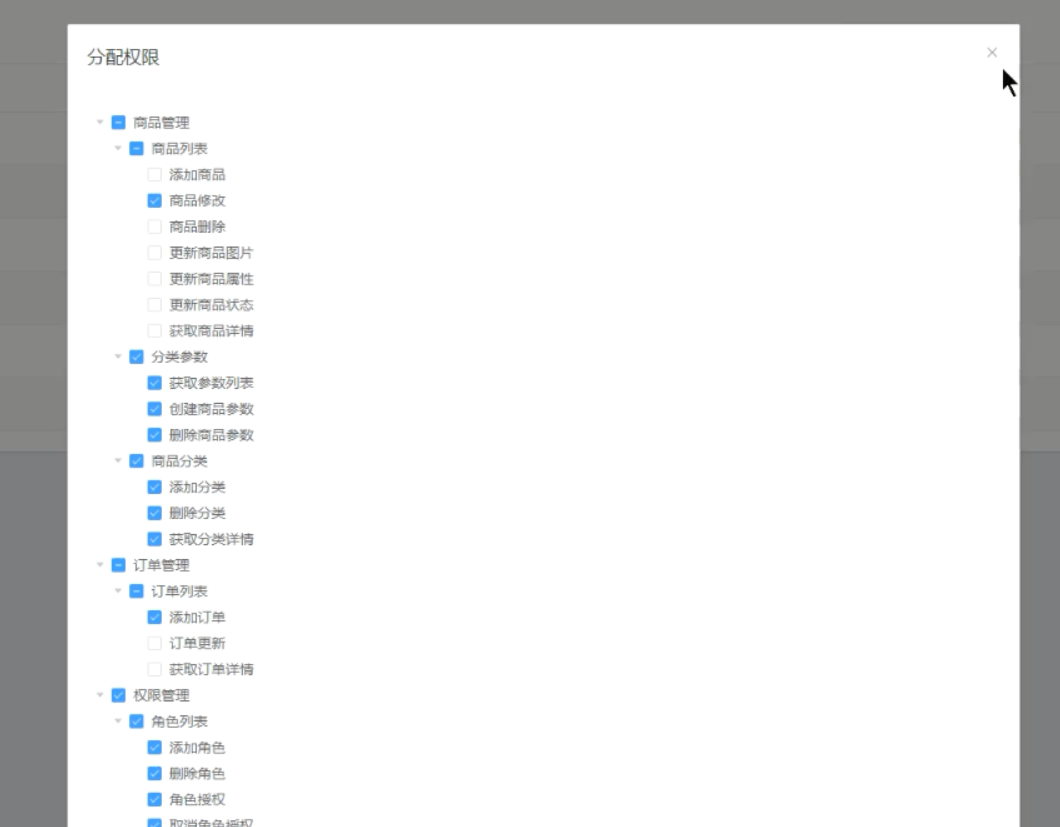 分配权限
商品管理
商品列表
添加商品
商品修改
商品删除
更新商品图片
更新商品属性
更新商品状态
获取商品详情
分类参数
获取参数列表
创建商品参数
删除商品参数
商品分类
添加分类
删除分类
获取分类详情
订单管理
订单列表
添加订单
订单更新
获取订单详情
权限管理
角色列表
添加角色
删除角色
角色授权
取消角色授权